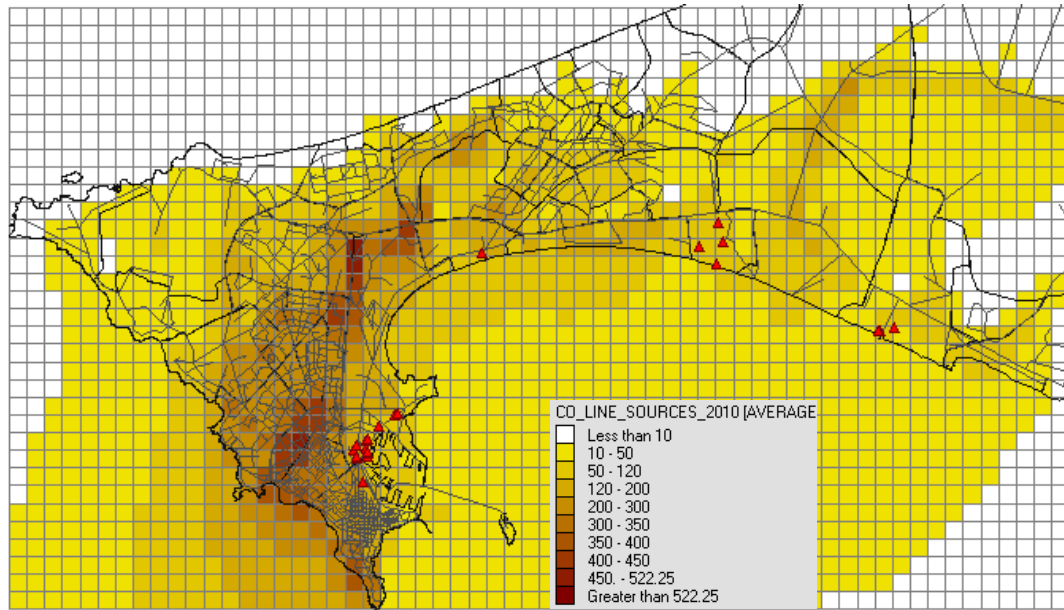 CO_LINE_SOURCES_2010 [AVERAGE
Less than 10
10 - 50
50 - 120
120 - 200
200 - 300
300 - 350
350 - 400
400 - 450
450. - 522.25
Greater than 522.25